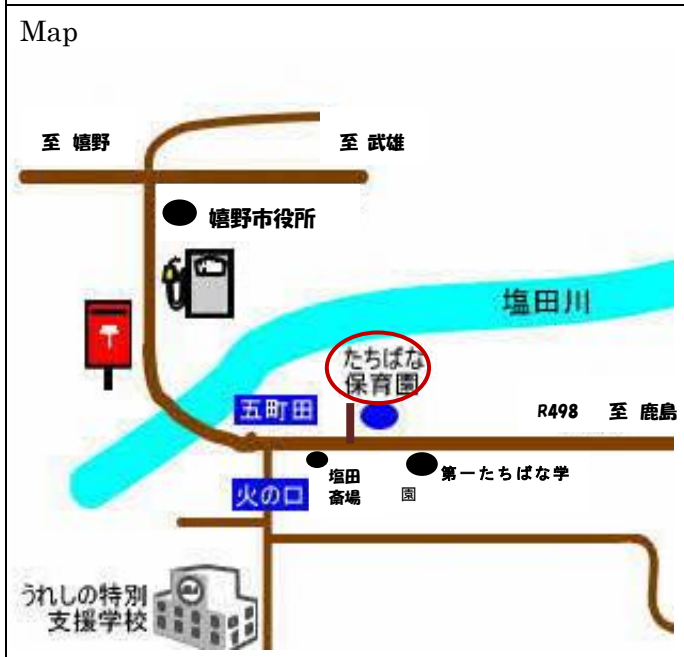 Map
至 嬉野
至 武雄
嬉野市役所
〒
塩田川
たちばな
保育園
五町田
R498 至 鹿島
塩田
斎場
第一たちばな学
園
火の口
うれしの特別
支援学校